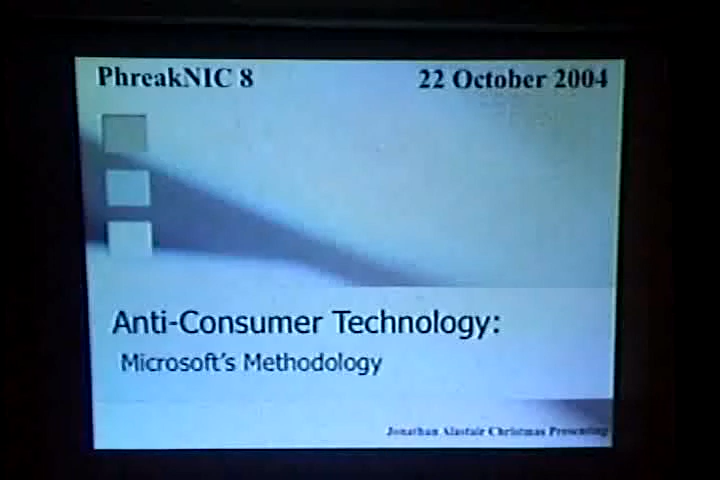 PhreakNIC 8 22 October 2004
Anti-Consumer Technology:
Microsoft's Methodology
Jonathan Alastair Christmas Presenting